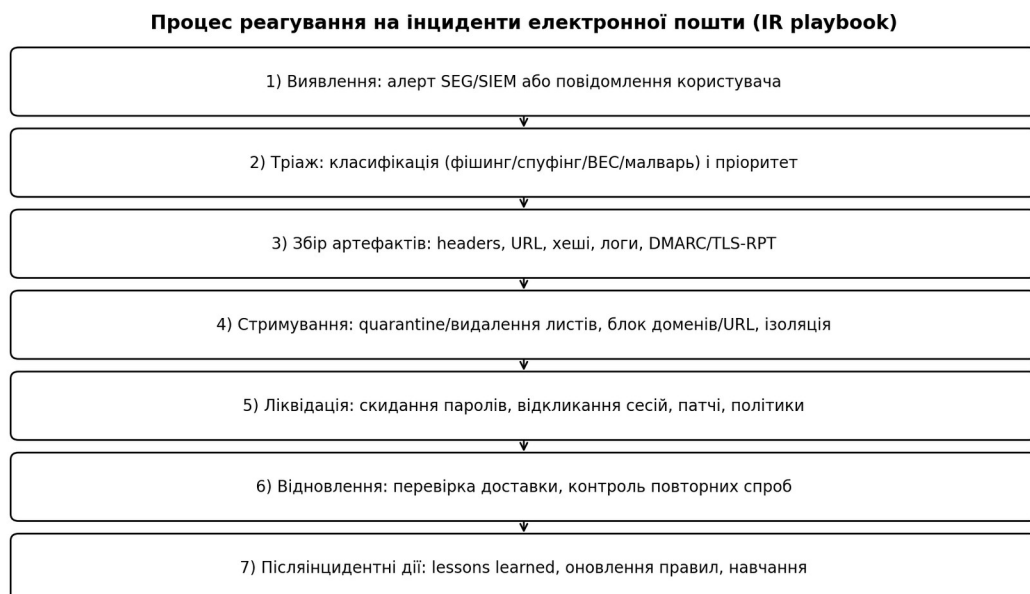 Процес реагування на інциденти електронної пошти (IR playbook)
1) Виявлення: алерт SEG/SIEM або повідомлення користувача
2) Тріаж: класифікація (фішинг/спуфінг/BEC/малварь) і пріоритет
3) Збір артефактів: headers, URL, хеші, логи, DMARC/TLS-RPT
4) Стримування: quarantine/видалення листів, блок доменів/URL, ізоляція
5) Ліквідація: скидання паролів, відкликання сесій, патчі, політики
6) Відновлення: перевірка доставки, контроль повторних спроб
7) Післяінцидентні дії: lessons learned, оновлення правил, навчання